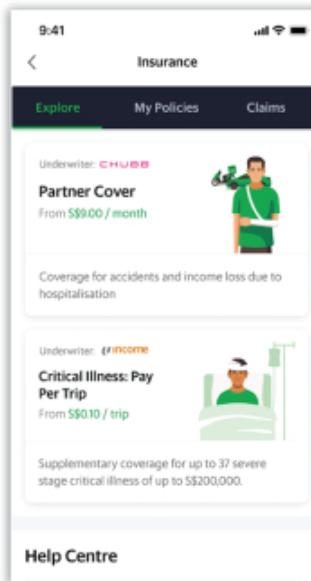 9:41
Insurance
Explore My Policies Claims
Underwriter: CHUBB
Partner Cover
From S$9.00 / month
Coverage for accidents and income loss due to
hospitalisation
Underwriter: income
Critical Illness: Pay
Per Trip
From S$0.10 / trip
Supplementary coverage for up to 37 severe
stage critical illness of up to S$200,000.
Help Centre